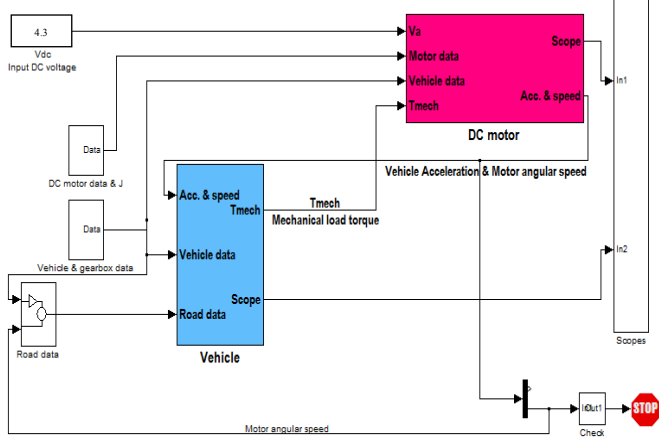 4.3
Vdc
Input DC voltage
Va
Motor data
Vehicle data
Tmech
Scope
Acc. & speed
DC motor
In1
Data
DC motor data & J
Vehicle Acceleration & Motor angular speed
Acc. & speed
Tmech
Tmech
Mechanical load torque
Data
Vehicle & gearbox data
Vehicle data
In2
Scope
Road data
Road data
Vehicle
Scopes
Motor angular speed
Out1
Check
STOP